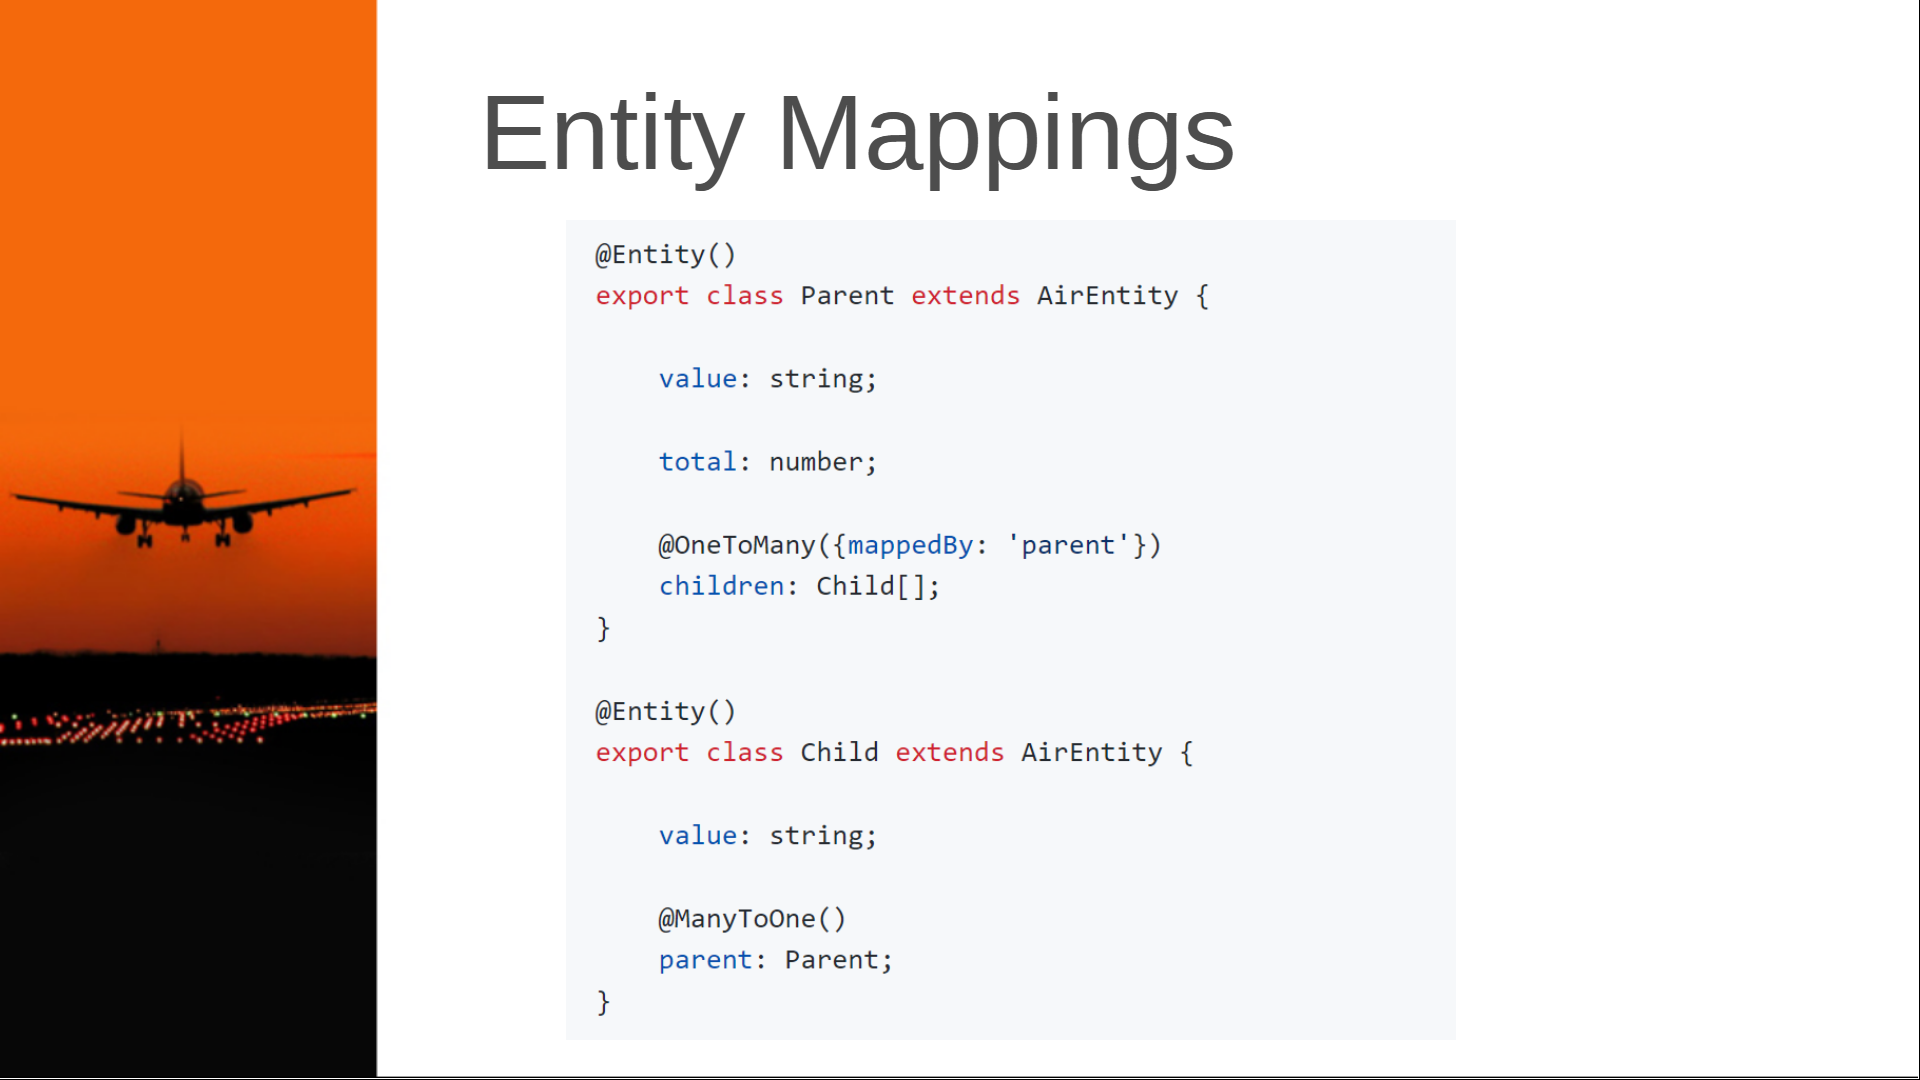 Entity Mappings
@Entity()
export class Parent extends AirEntity {
value: string;
total: number;
@OneToMany({mappedBy: 'parent'})
children: Child[];
}
@Entity()
export class Child extends AirEntity {
value: string;
@ManyToOne()
parent: Parent;
}